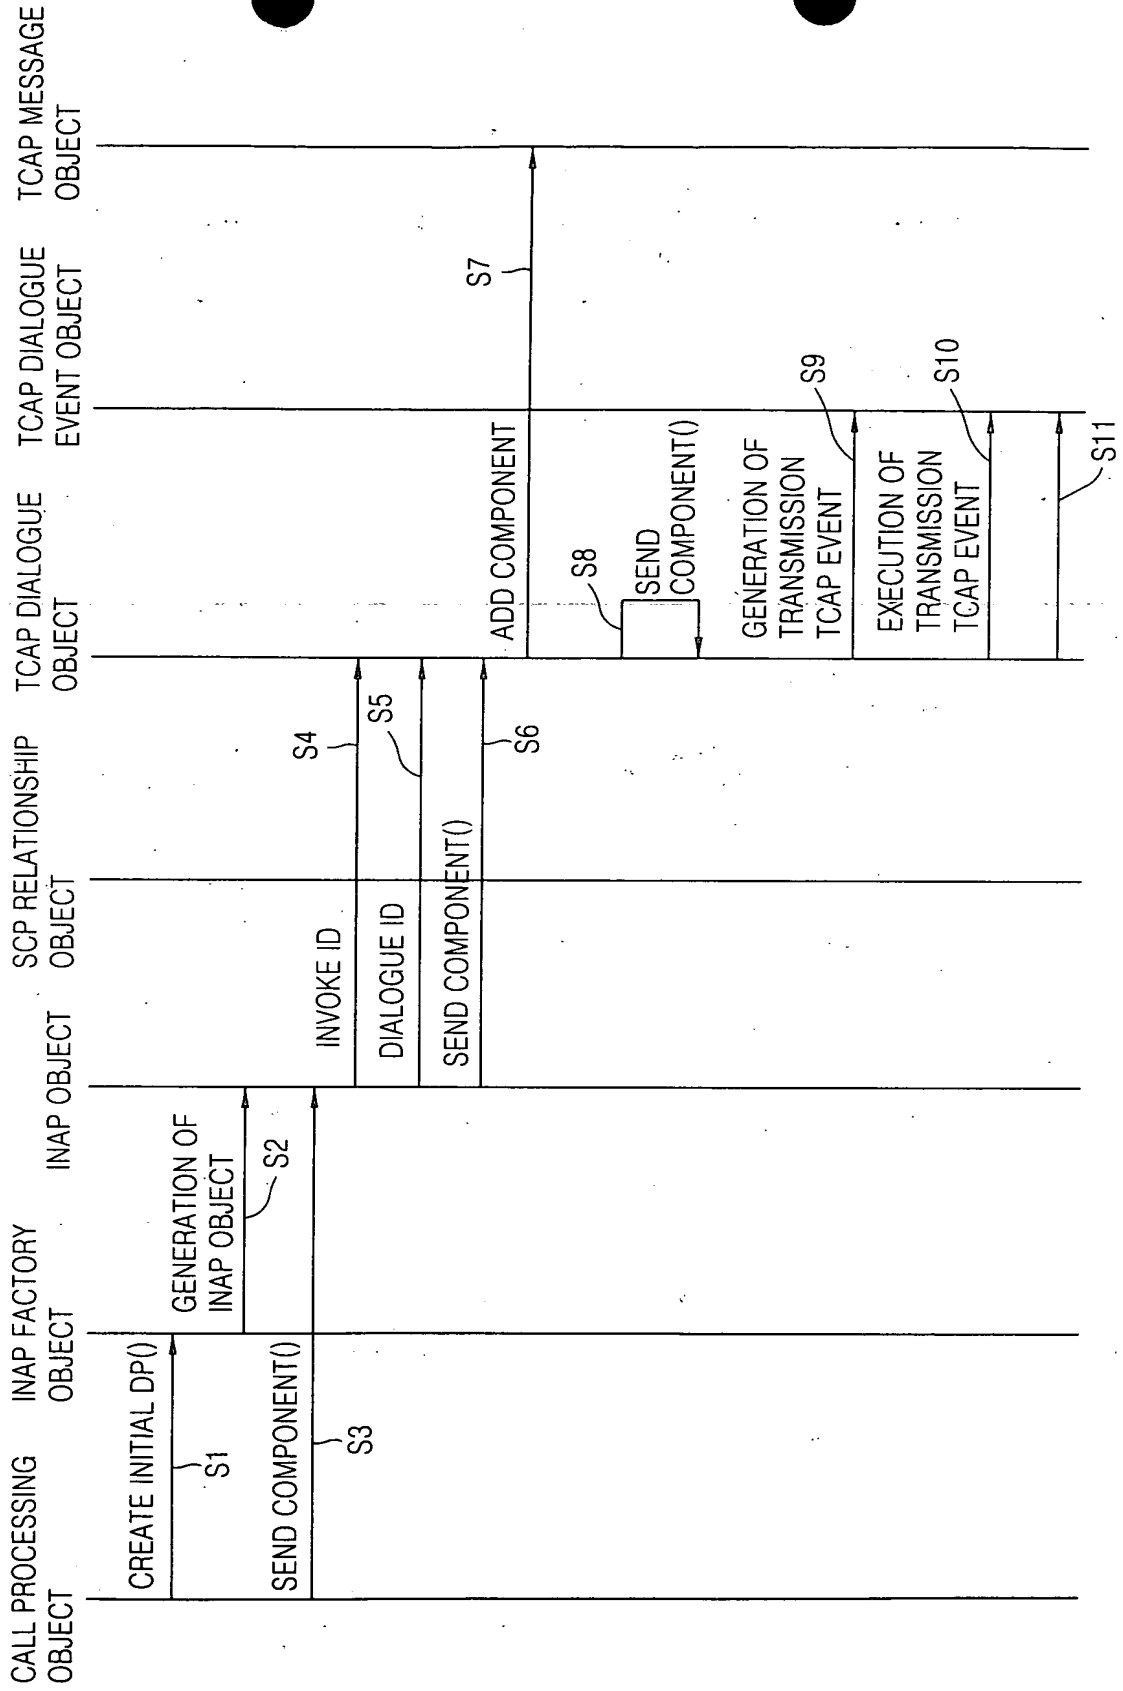 CALL PROCESSING
OBJECT
INAP FACTORY
OBJECT
INAP OBJECT
SCP RELATIONSHIP
OBJECT
TCAP DIALOGUE
OBJECT
TCAP DIALOGUE
EVENT OBJECT
TCAP MESSAGE
OBJECT
CREATE INITIAL DP()
S1
GENERATION OF
INAP OBJECT
S2
SEND COMPONENT()
S3
INVOKE ID
S4
DIALOGUE ID
S5
SEND COMPONENT()
S6
ADD COMPONENT
S7
S8
SEND
COMPONENT()
GENERATION OF
TRANSMISSION
TCAP EVENT
S9
EXECUTION OF
TRANSMISSION
TCAP EVENT
S10
S11